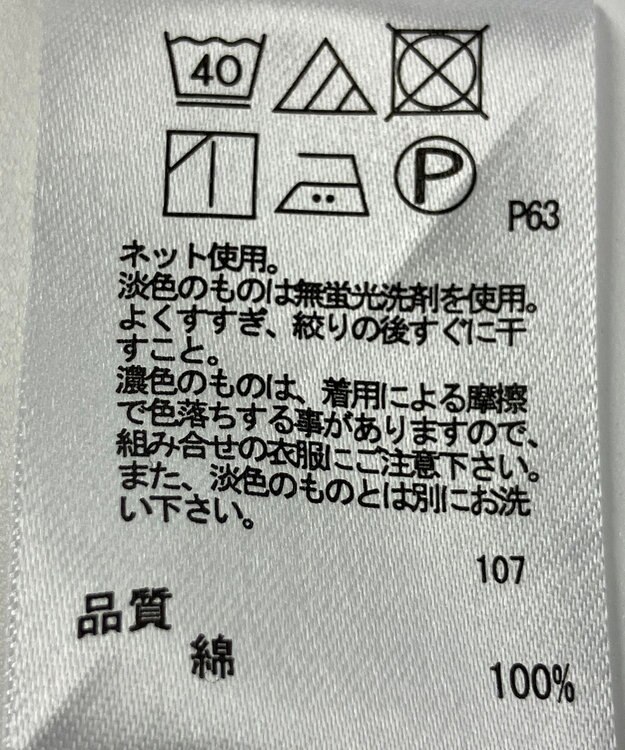 40
P
P63
ネット使用。
淡色のものは無蛍光洗剤を使用。
よくすすぎ、絞りの後すぐに干
すこと。
濃色のものは、着用による摩擦
で色落ちする事がありますので、
組み合せの衣服にご注意下さい。
また、淡色のものとは別にお洗
い下さい。
107
品質
綿 100%